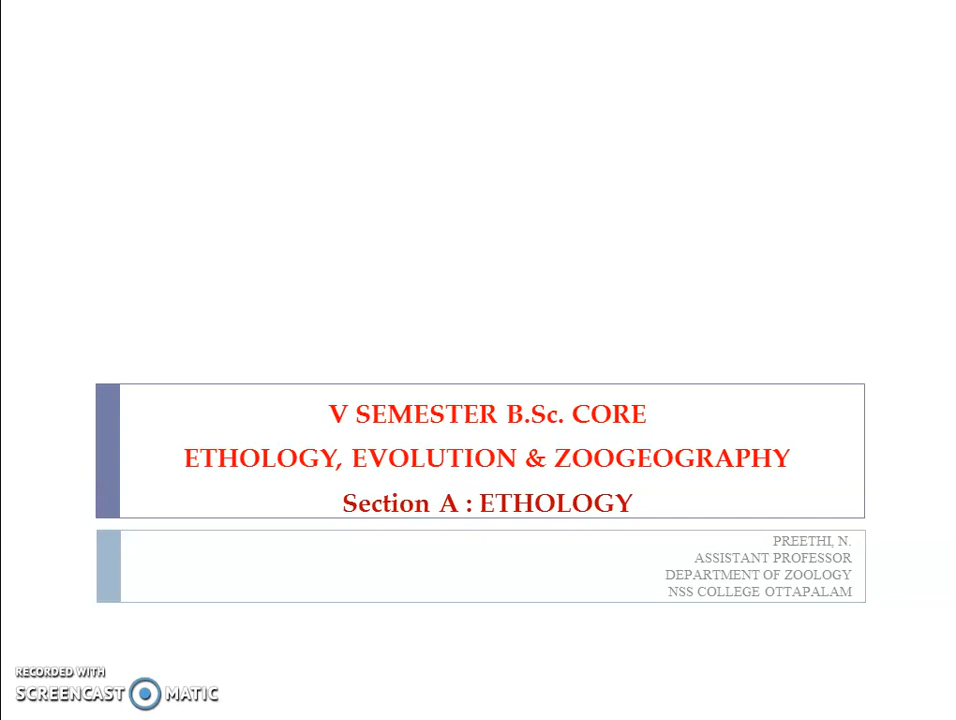 V SEMESTER B.Sc. CORE
ETHOLOGY, EVOLUTION & ZOOGEOGRAPHY
Section A : ETHOLOGY
PREETHI, N.
ASSISTANT PROFESSOR
DEPARTMENT OF ZOOLOGY
NSS COLLEGE OTTAPALAM
RECORDED WITH
SCREENCAST MATIC